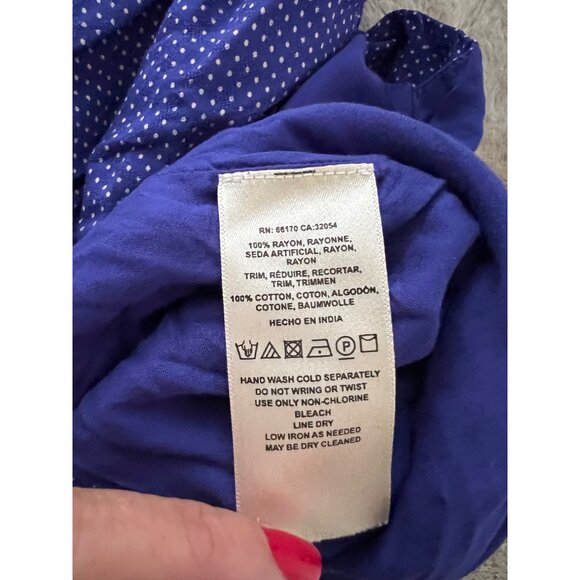 RN: 66170 CA:32054
100% RAYON, RAYONNE,
SEDA ARTIFICIAL, RAYON,
RAYON
TRIM, RÉDUIRE, RECORTAR,
TRIM, TRIMMEN
100% COTTON, COTON, ALGODÓN,
COTONE, BAUMWOLLE
HECHO EN INDIA
HAND WASH COLD SEPARATELY
DO NOT WRING OR TWIST
USE ONLY NON-CHLORINE
BLEACH
LINE DRY
LOW IRON AS NEEDED
MAY BE DRY CLEANED